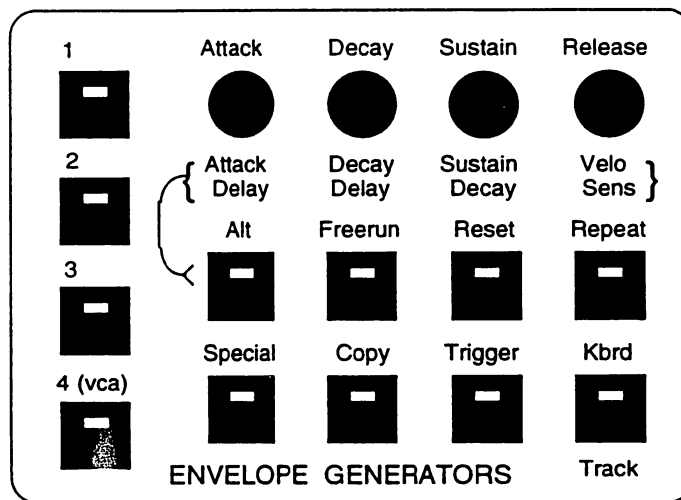 1
Attack Decay Sustain Release
2
{ Attack Decay Sustain Velo }
Delay Delay Decay Sens
Alt Freerun Reset Repeat
3
Special Copy Trigger Kbrd
4 (vca)
ENVELOPE GENERATORS
Track